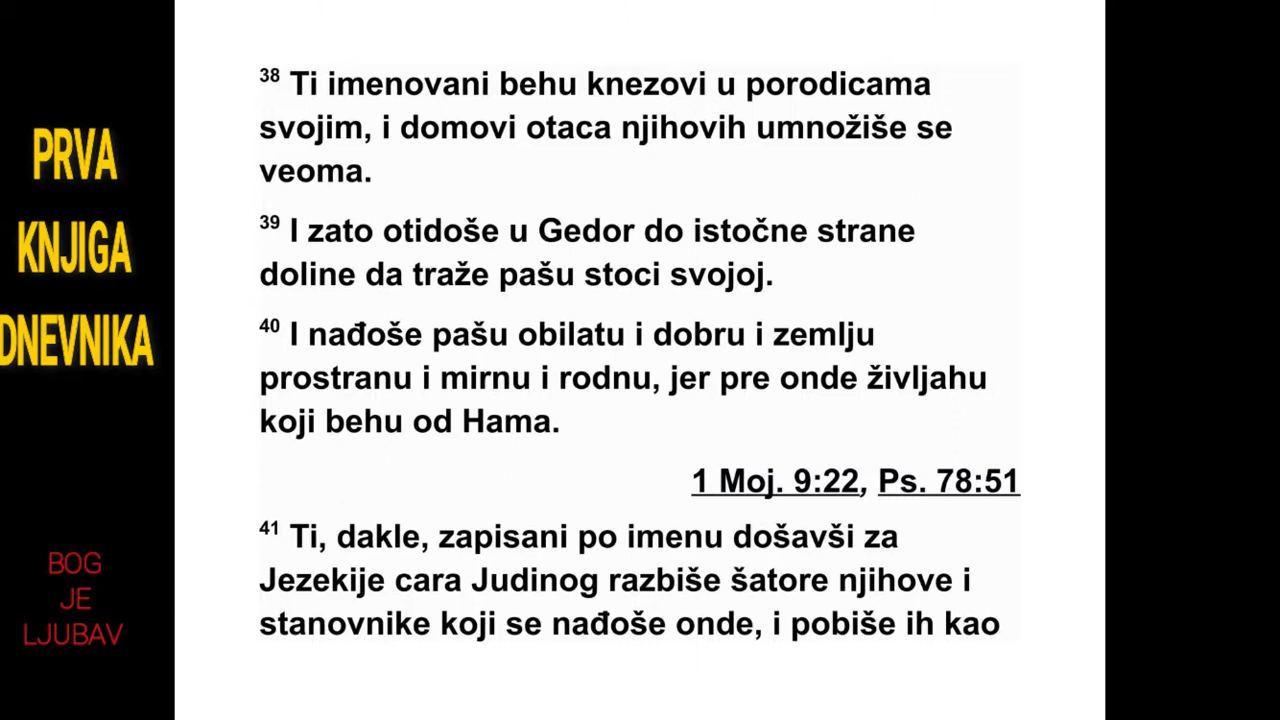 PRVA
KNJIGA
DNEVNIKA
BOG
JE
LJUBAV
38 Ti imenovani behu knezovi u porodicama
svojim, i domovi otaca njihovih umnožiše se
veoma.
39 I zato otidoše u Gedor do istočne strane
doline da traže pašu stoci svojoj.
40 I nađoše pašu obilatu i dobru i zemlju
prostranu i mirnu i rodnu, jer pre onde življahu
koji behu od Hama.
1 Moj. 9:22, Ps. 78:51
41 Ti, dakle, zapisani po imenu došavši za
Jezekije cara Judinog razbiše šatore njihove i
stanovnike koji se nađoše onde, i pobiše ih kao